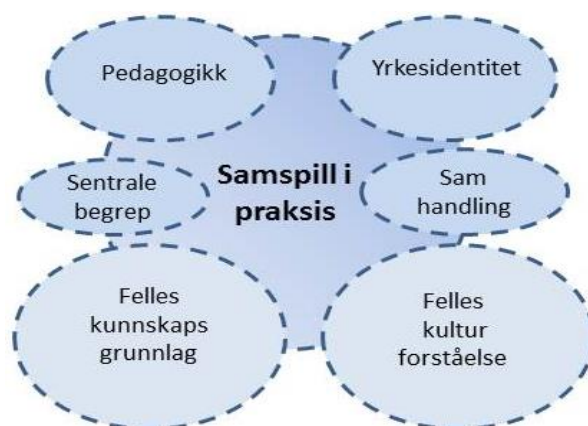 Pedagogikk
Yrkesidentitet
Sentrale
begrep
Samspill i
praksis
Sam
handling
Felles
kunnskaps
grunnlag
Felles
kultur
forståelse